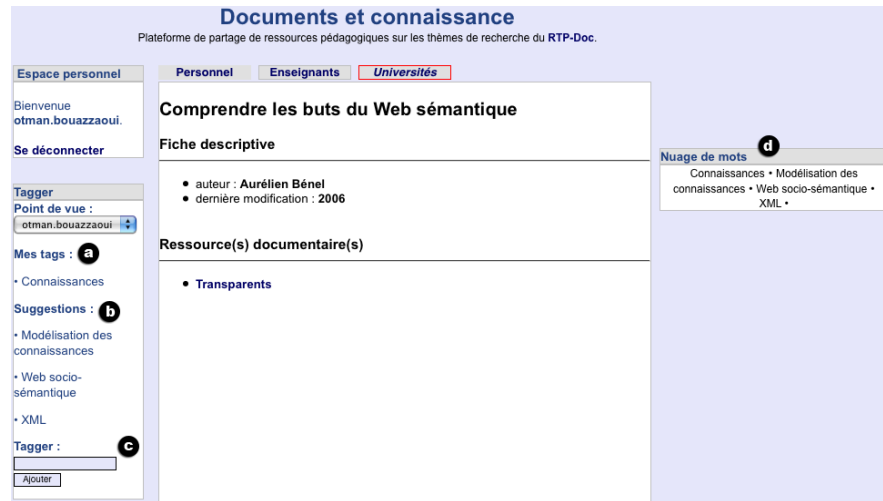 Documents et connaissance
Plateforme de partage de ressources pédagogiques sur les thèmes de recherche du RTP-Doc.
Espace personnel
Bienvenue
otman.bouazzaoui.
Se déconnecter
Tagger
Point de vue :
otman.bouazzaoui
Mes tags : a
• Connaissances
Suggestions : b
• Modélisation des
connaissances
• Web socio-
sémantique
• XML
Tagger : c
Ajouter
Personnel Enseignants Universités
Comprendre les buts du Web sémantique
Fiche descriptive
• auteur : Aurélien Bénel
• dernière modification : 2006
Ressource(s) documentaire(s)
• Transparents
d
Nuage de mots
Connaissances • Modélisation des
connaissances • Web socio-sémantique •
XML •